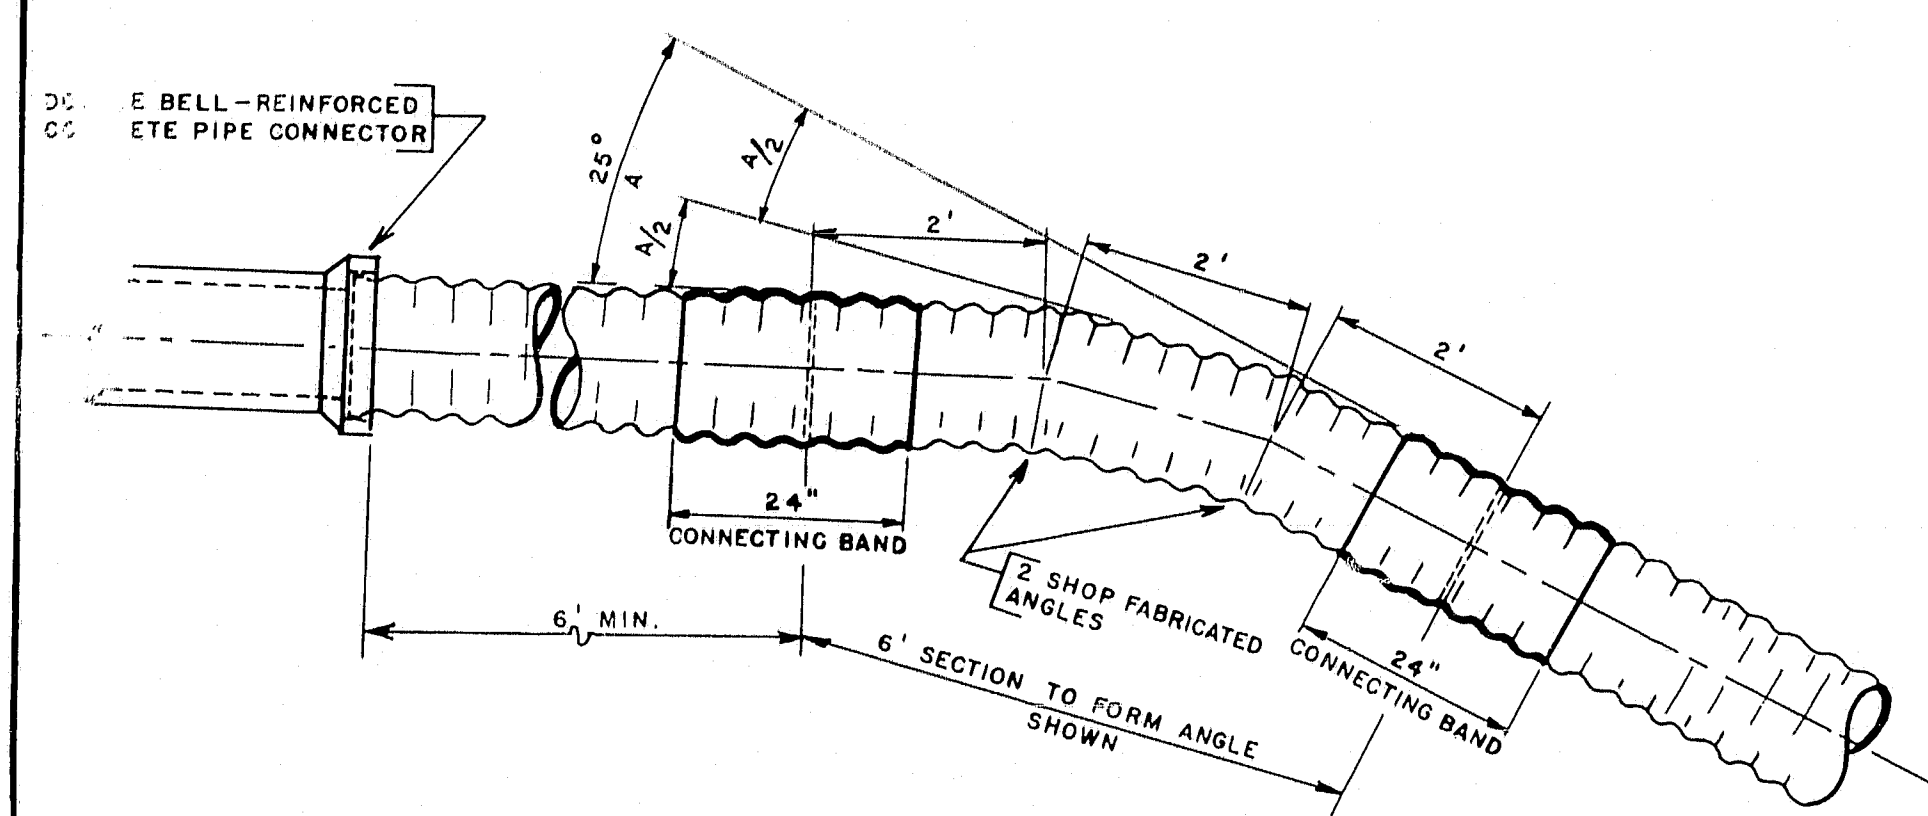 E BELL-REINFORCED
ETE PIPE CONNECTOR
25°
A
A/2
A/2
2'
2'
2'
24"
CONNECTING BAND
6' MIN.
2 SHOP FABRICATED
ANGLES
6' SECTION TO FORM ANGLE
SHOWN
24"
CONNECTING BAND